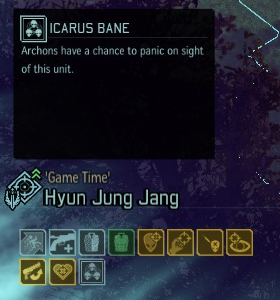 ICARUS BANE
Archons have a chance to panic on sight
of this unit.
'Game Time'
Hyun Jung Jang